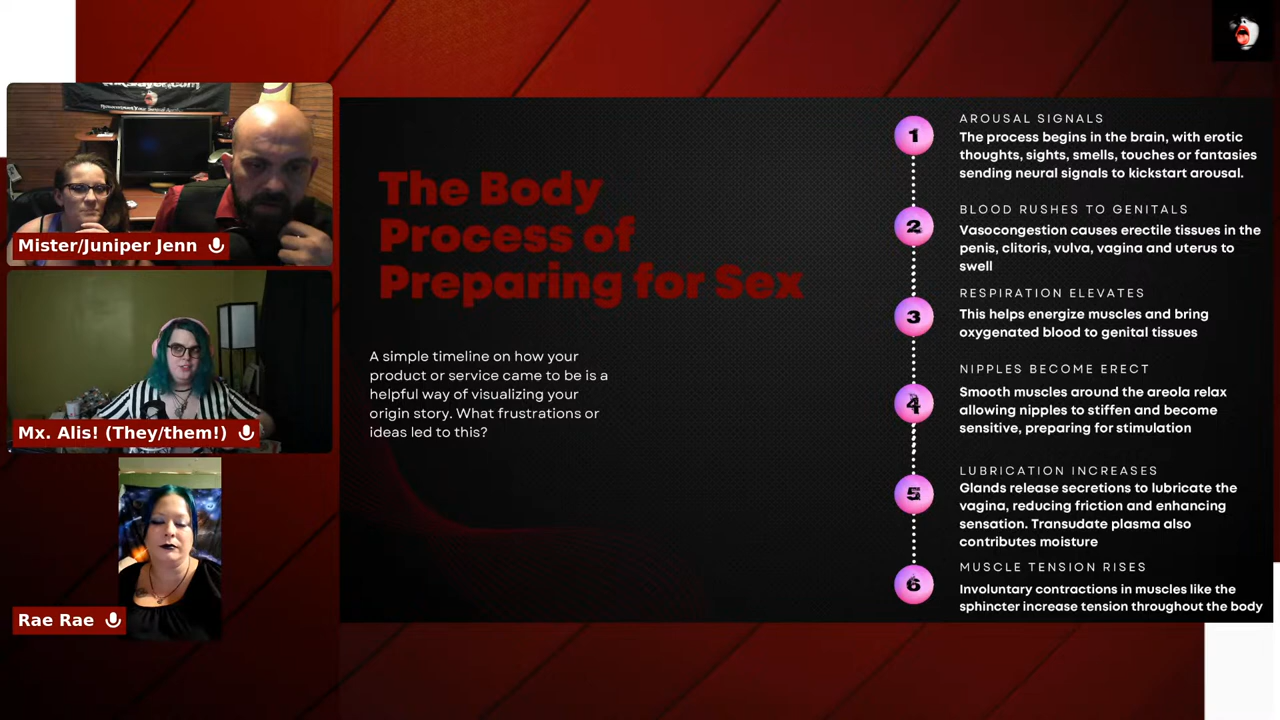 Mister/Juniper Jenn
Mx. Alis! (They/them!)
Rae Rae
The Body
Process of
Preparing for Sex
A simple timeline on how your
product or service came to be is a
helpful way of visualizing your
origin story. What frustrations or
ideas led to this?
1
AROUSAL SIGNALS
The process begins in the brain, with erotic
thoughts, sights, smells, touches or fantasies
sending neural signals to kickstart arousal.
2
BLOOD RUSHES TO GENITALS
Vasocongestion causes erectile tissues in the
penis, clitoris, vulva, vagina and uterus to
swell
3
RESPIRATION ELEVATES
This helps energize muscles and bring
oxygenated blood to genital tissues
4
NIPPLES BECOME ERECT
Smooth muscles around the areola relax
allowing nipples to stiffen and become
sensitive, preparing for stimulation
5
LUBRICATION INCREASES
Glands release secretions to lubricate the
vagina, reducing friction and enhancing
sensation. Transudate plasma also
contributes moisture
6
MUSCLE TENSION RISES
Involuntary contractions in muscles like the
sphincter increase tension throughout the body